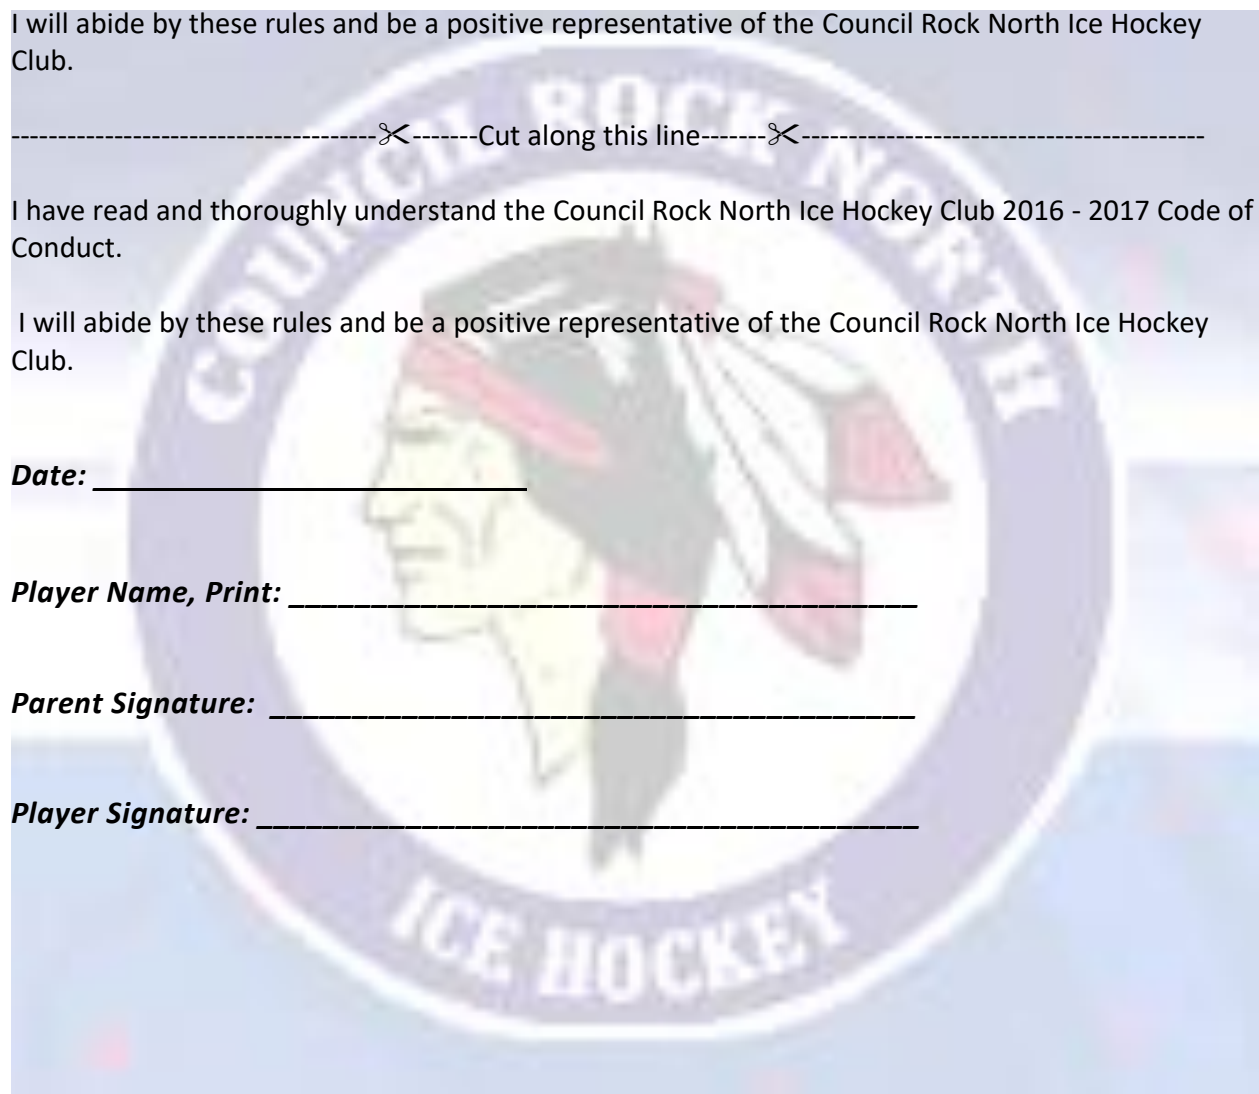 I will abide by these rules and be a positive representative of the Council Rock North Ice Hockey
Club.
---------------------------------------✂-------Cut along this line-------✂-------------------------------------------
I have read and thoroughly understand the Council Rock North Ice Hockey Club 2016 - 2017 Code of
Conduct.
I will abide by these rules and be a positive representative of the Council Rock North Ice Hockey
Club.
Date: ___________________________
Player Name, Print: _______________________________________
Parent Signature: ________________________________________
Player Signature: _________________________________________
COUNCIL ROCK NORTH
ICE HOCKEY